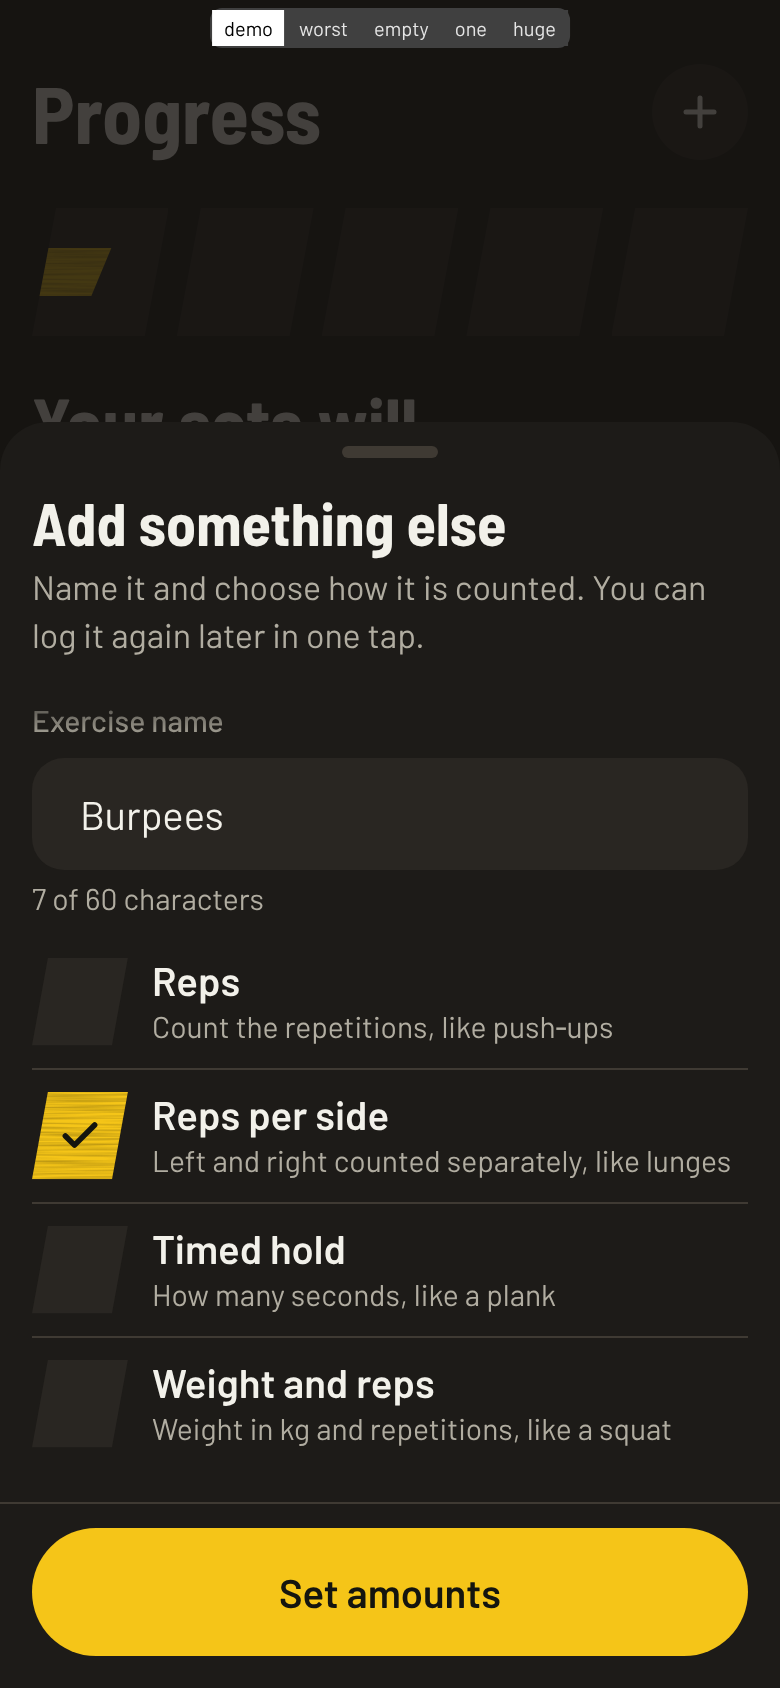 demo worst empty one huge
Progress
Your sets will
Add something else
Name it and choose how it is counted. You can
log it again later in one tap.
Exercise name
Burpees
7 of 60 characters
Reps
Count the repetitions, like push-ups
Reps per side
Left and right counted separately, like lunges
Timed hold
How many seconds, like a plank
Weight and reps
Weight in kg and repetitions, like a squat
Set amounts